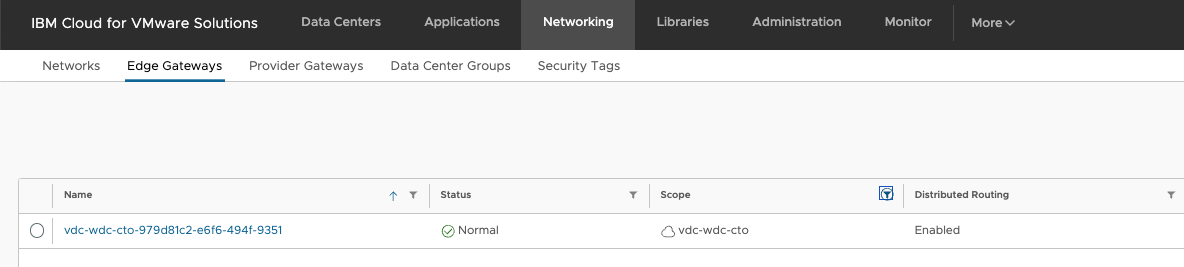 IBM Cloud for VMware Solutions Data Centers Applications Networking Libraries Administration Monitor More
Networks Edge Gateways Provider Gateways Data Center Groups Security Tags
Name Status Scope Distributed Routing
vdc-wdc-cto-979d81c2-e6f6-494f-9351 Normal vdc-wdc-cto Enabled